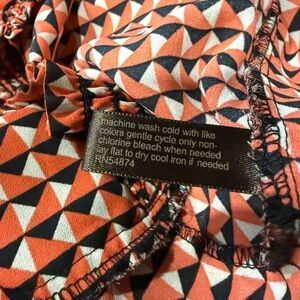 machine wash cold with like
colors gentle cycle only non-
chlorine bleach when needed
lay flat to dry cool iron if needed
RN54874